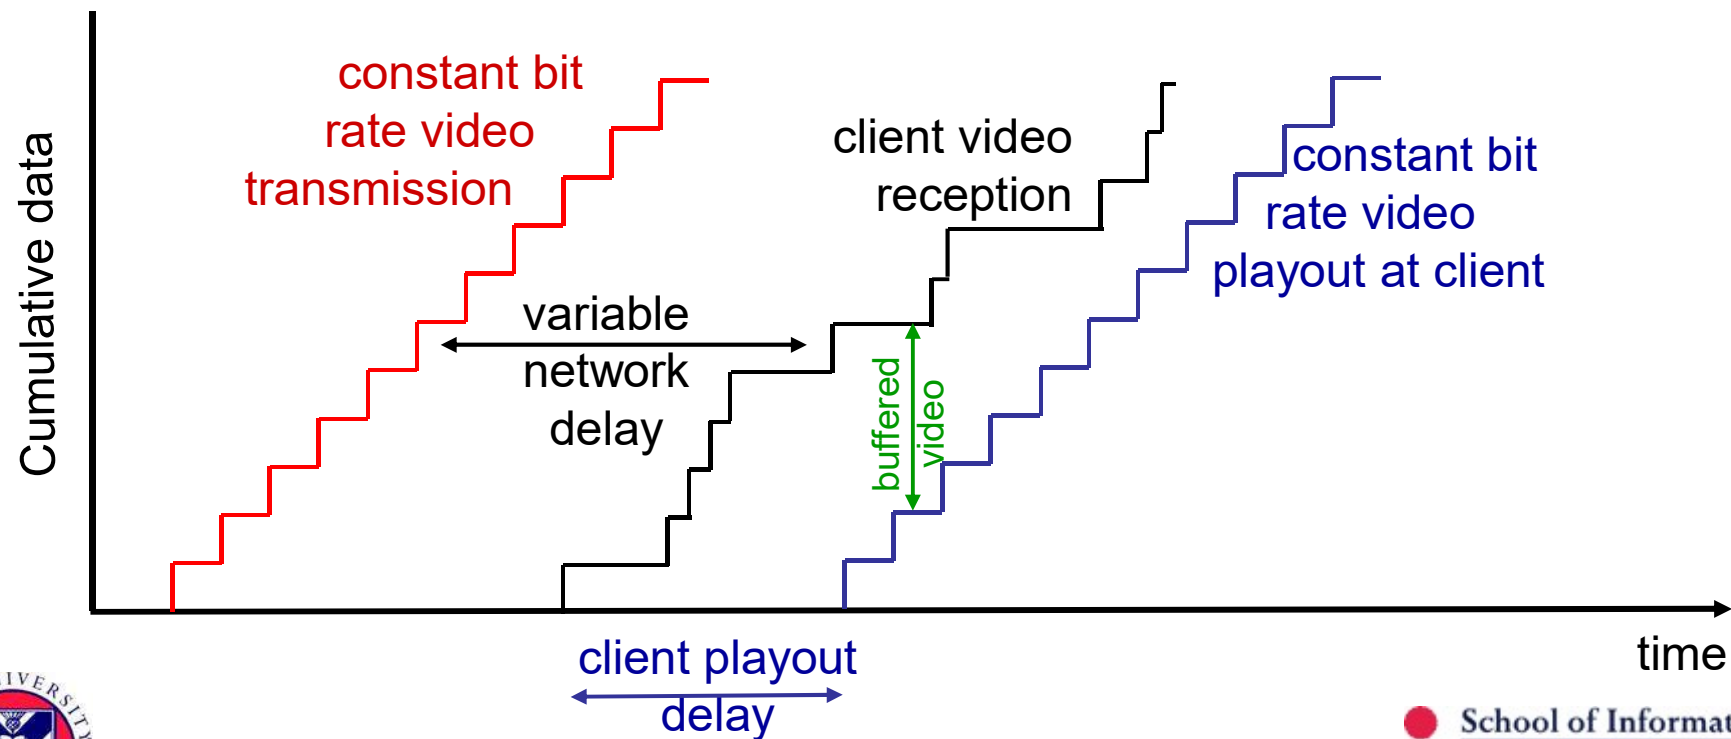 constant bit
rate video
transmission
client video
reception
constant bit
rate video
playout at client
variable
network
delay
buffered
video
Cumulative data
time
client playout
delay
School of Informat
IVERSITY